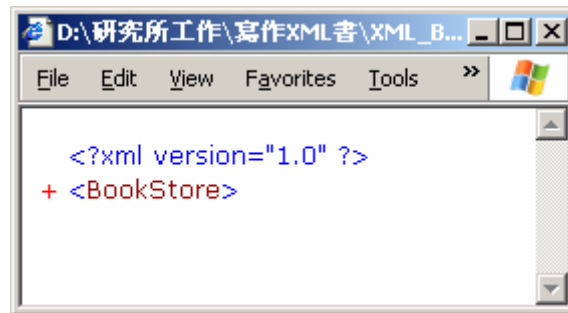 D:\研究所工作\寫作XML書\XML_B...
File Edit View Favorites Tools »
<?xml version="1.0" ?>
+ <BookStore>